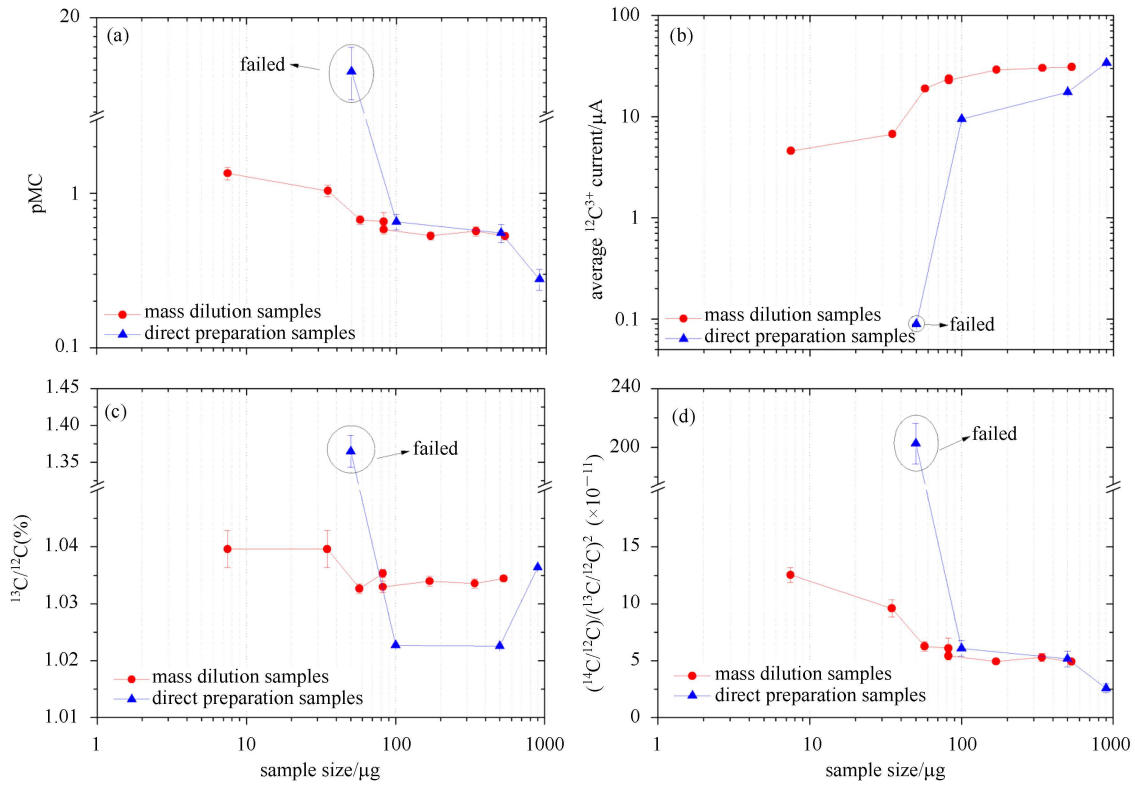 (a)
20
failed
pMC
1
mass dilution samples
direct preparation samples
0.1
(b)
100
10
1
0.1
average ¹²C³⁺ current/μA
mass dilution samples
direct preparation samples
failed
(c)
1.45
1.40
1.35
1.04
1.03
1.02
1.01
¹³C/¹²C(%)
failed
mass dilution samples
direct preparation samples
1
10
100
1000
sample size/μg
(d)
240
200
15
10
5
0
(¹⁴C/¹²C)/(¹³C/¹²C)² (×10⁻¹¹)
failed
mass dilution samples
direct preparation samples
1
10
100
1000
sample size/μg